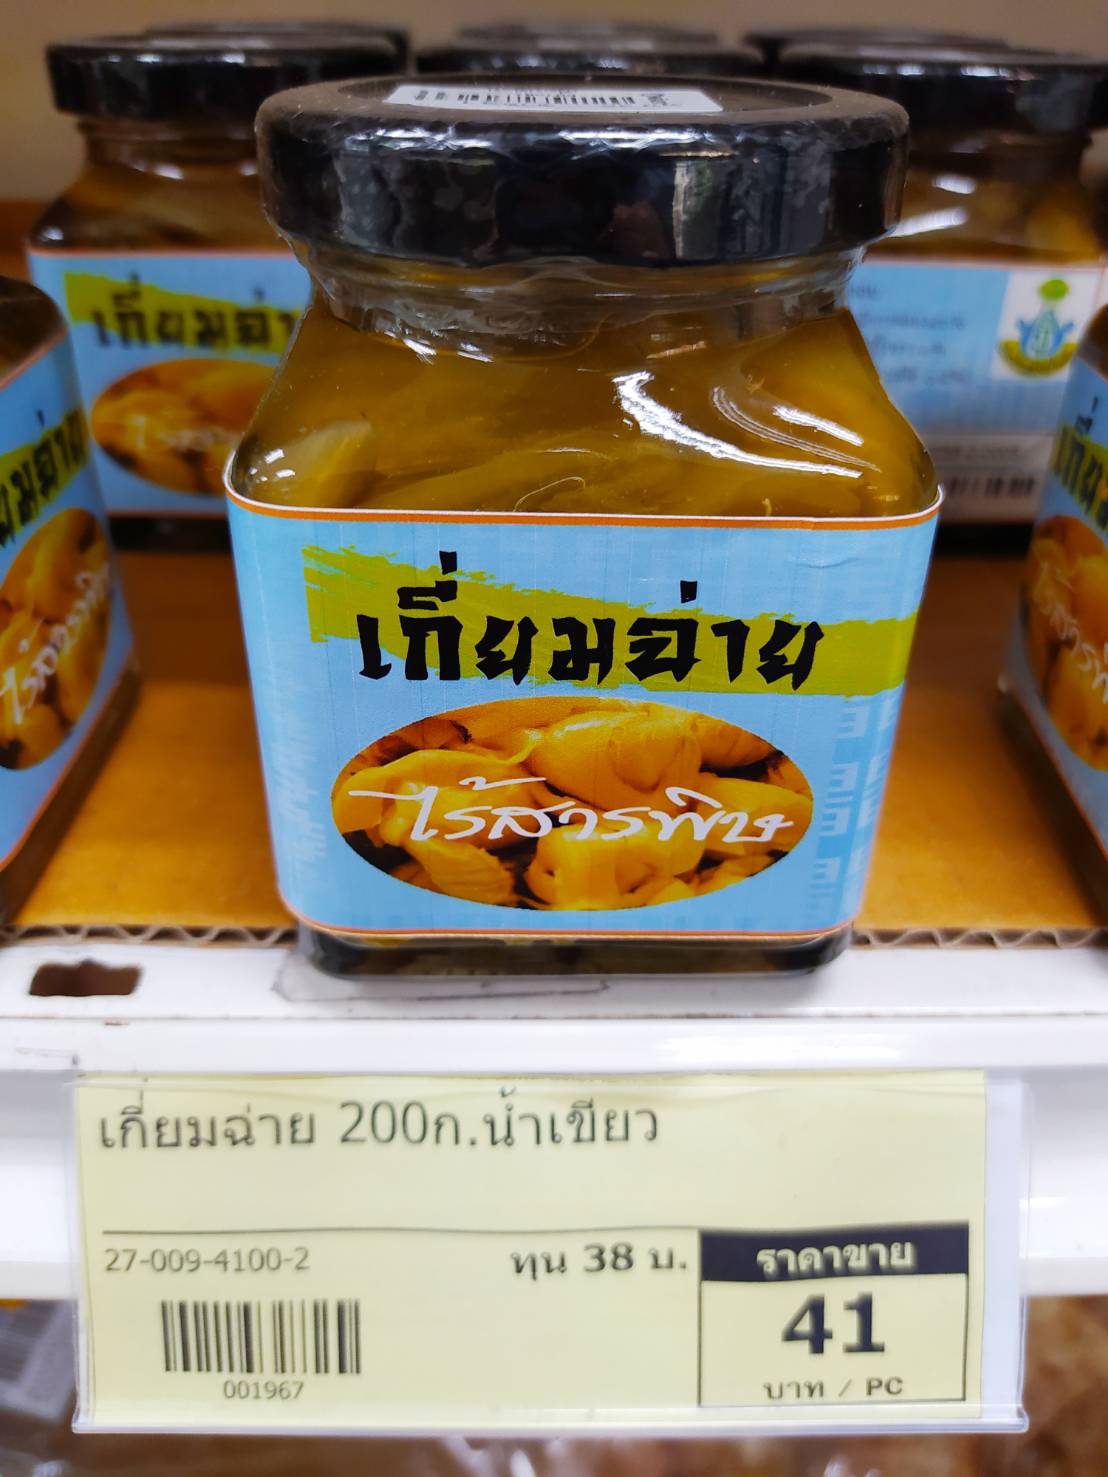 เกี่ยมฉ่าย
ไร้สารพิษ
เกี่ยมฉ่าย 200ก.น้ำเขียว
27-009-4100-2
ทุน 38 บ.
ราคาขาย
41
บาท / PC
001967